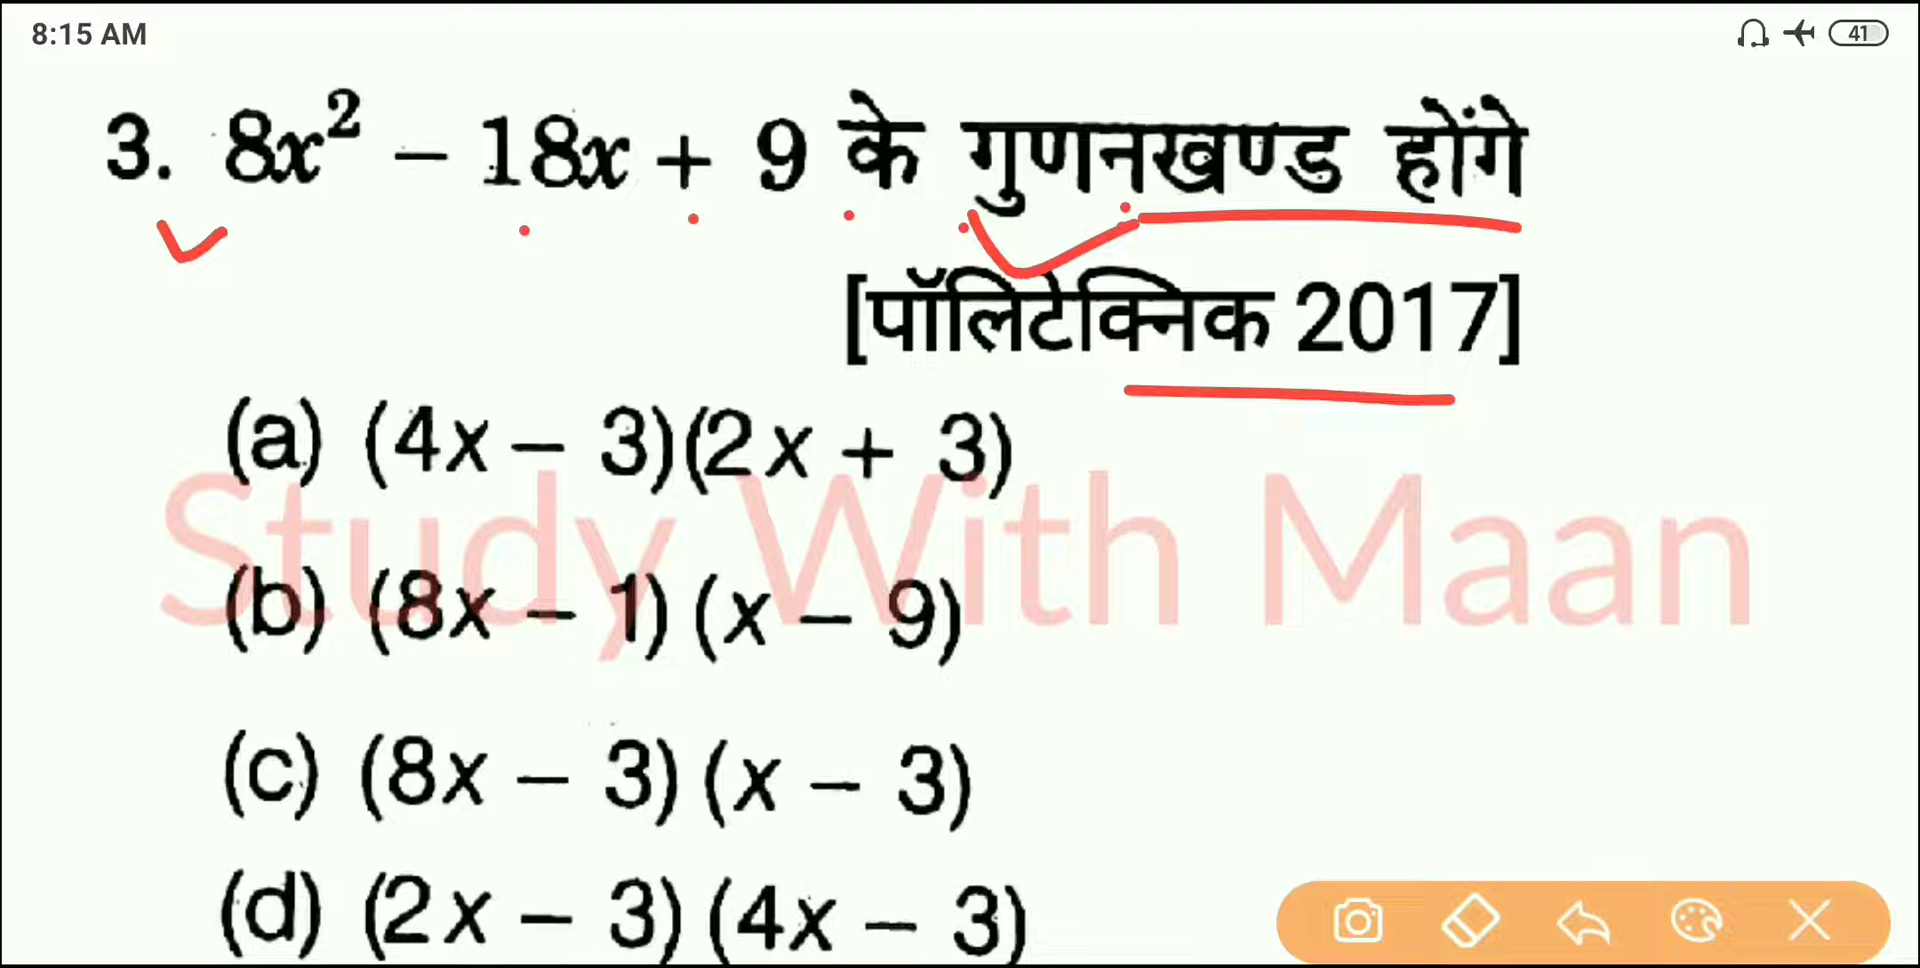 8:15 AM
41
3. 8x² − 18x + 9 के गुणनखण्ड होंगे
[पॉलिटेक्निक 2017]
(a) (4x − 3)(2x + 3)
Study With Maan
(b) (8x − 1) (x − 9)
(c) (8x − 3) (x − 3)
(d) (2x − 3) (4x − 3)